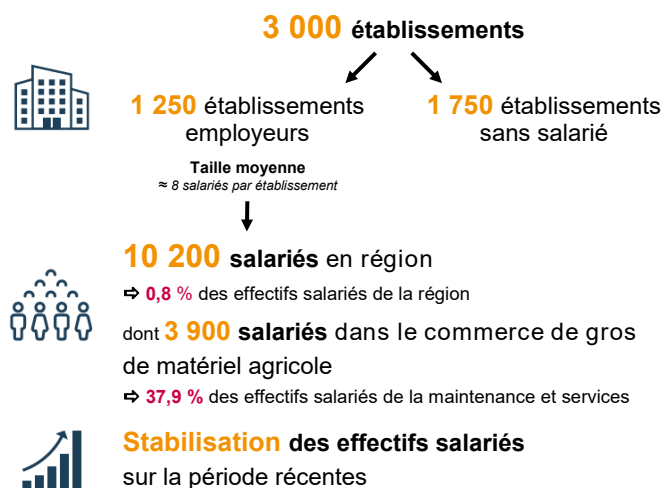 3 000 établissements
1 250 établissements
employeurs
1 750 établissements
sans salarié
Taille moyenne
≈ 8 salariés par établissement
10 200 salariés en région
⇨ 0,8 % des effectifs salariés de la région
dont 3 900 salariés dans le commerce de gros
de matériel agricole
⇨ 37,9 % des effectifs salariés de la maintenance et services
Stabilisation des effectifs salariés
sur la période récentes